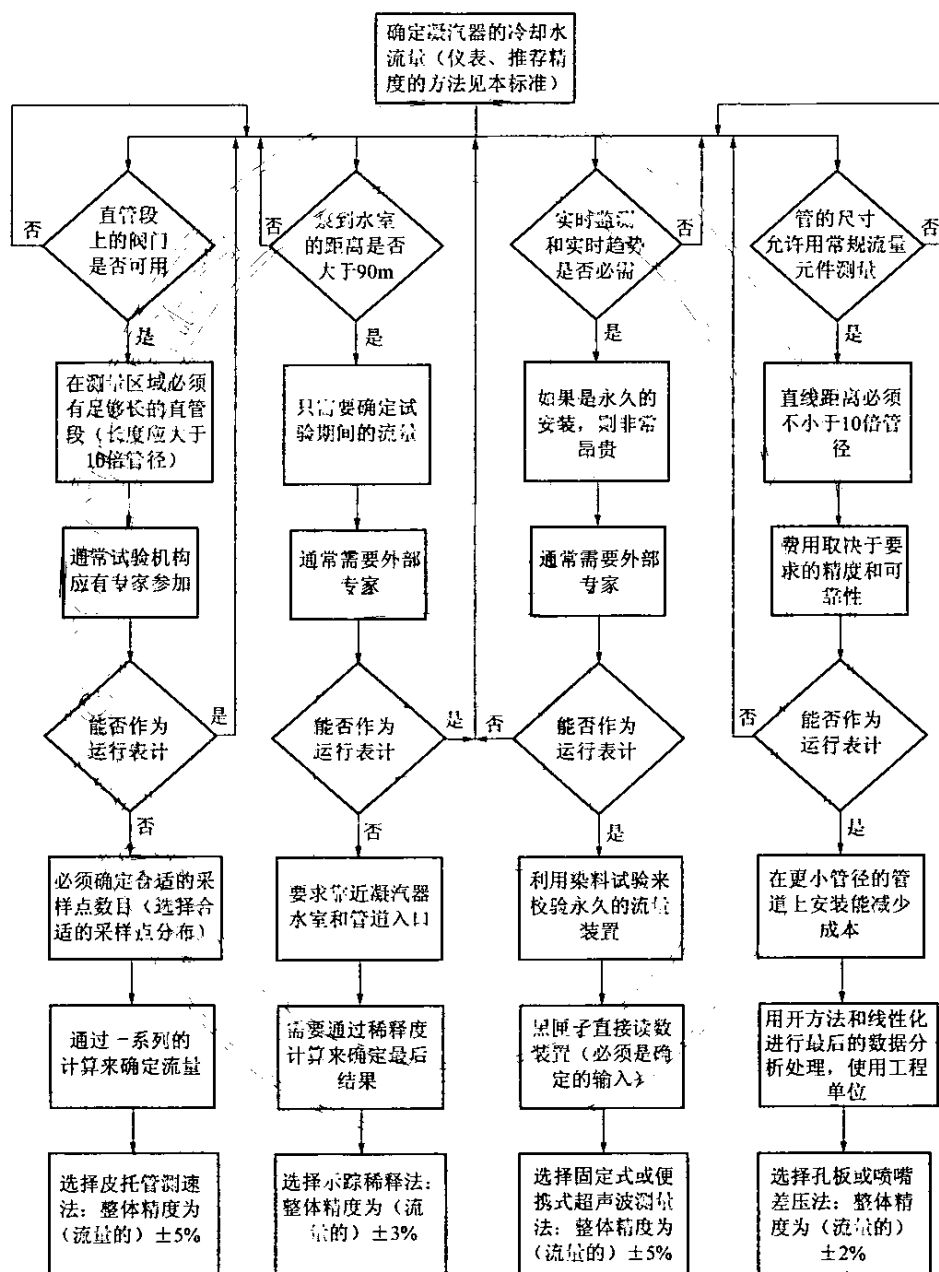 确定凝汽器的冷却水
流量（仪表、推荐精
度的方法见本标准）
直管段
上的阀门
是否可用
否
是
在测量区域必须
有足够长的直管
段（长度应大于
10倍管径）
通常试验机构
应有专家参加
能否作为
运行表计
是
否
必须确定合适的采
样点数目（选择合
适的采样点分布）
通过一系列的
计算来确定流量
选择皮托管测速
法：整体精度为
（流量的）±5%
泵到水室
的距离是否
大于90m
否
是
只需要确定试
验期间的流量
通常需要外部
专家
能否作为
运行表计
是
否
要求靠近凝汽器
水室和管道入口
需要通过稀释度
计算来确定最后
结果
选择示踪稀释法：
整体精度为（流
量的）±3%
实时监测
和实时趋势
是否必需
否
是
如果是永久的
安装，则非常
昂贵
通常需要外部
专家
能否作为
运行表计
否
是
利用染料试验来
校验永久的流量
装置
黑匣子直接读数
装置（必须是确
定的输入）
选择固定式或便
携式超声波测量
法：整体精度为
（流量的）±5%
管的尺寸
允许用常规流量
元件测量
否
是
直线距离必须
不小于10倍管
径
费用取决于要
求的精度和可
靠性
能否作为
运行表计
否
是
在更小管径的管
道上安装能减少
成本
用开方法和线性化
进行最后的数据分
析处理，使用工程
单位
选择孔板或喷嘴
差压法：整体精
度为（流量的）
±2%